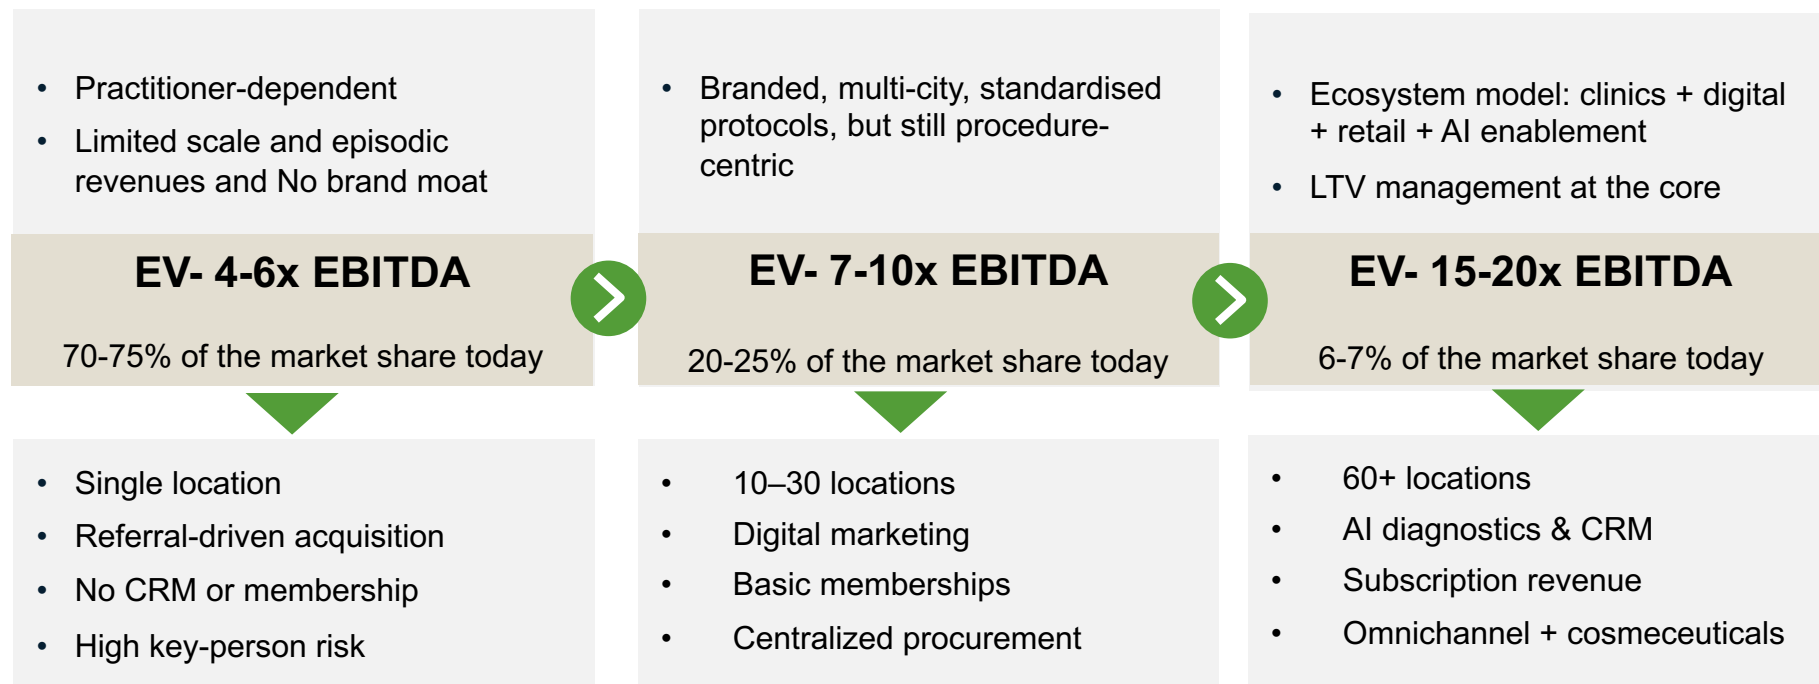 • Practitioner-dependent
• Limited scale and episodic
revenues and No brand moat
EV- 4-6x EBITDA
70-75% of the market share today
• Single location
• Referral-driven acquisition
• No CRM or membership
• High key-person risk
• Branded, multi-city, standardised
protocols, but still procedure-
centric
EV- 7-10x EBITDA
20-25% of the market share today
• 10–30 locations
• Digital marketing
• Basic memberships
• Centralized procurement
• Ecosystem model: clinics + digital
+ retail + AI enablement
• LTV management at the core
EV- 15-20x EBITDA
6-7% of the market share today
• 60+ locations
• AI diagnostics & CRM
• Subscription revenue
• Omnichannel + cosmeceuticals